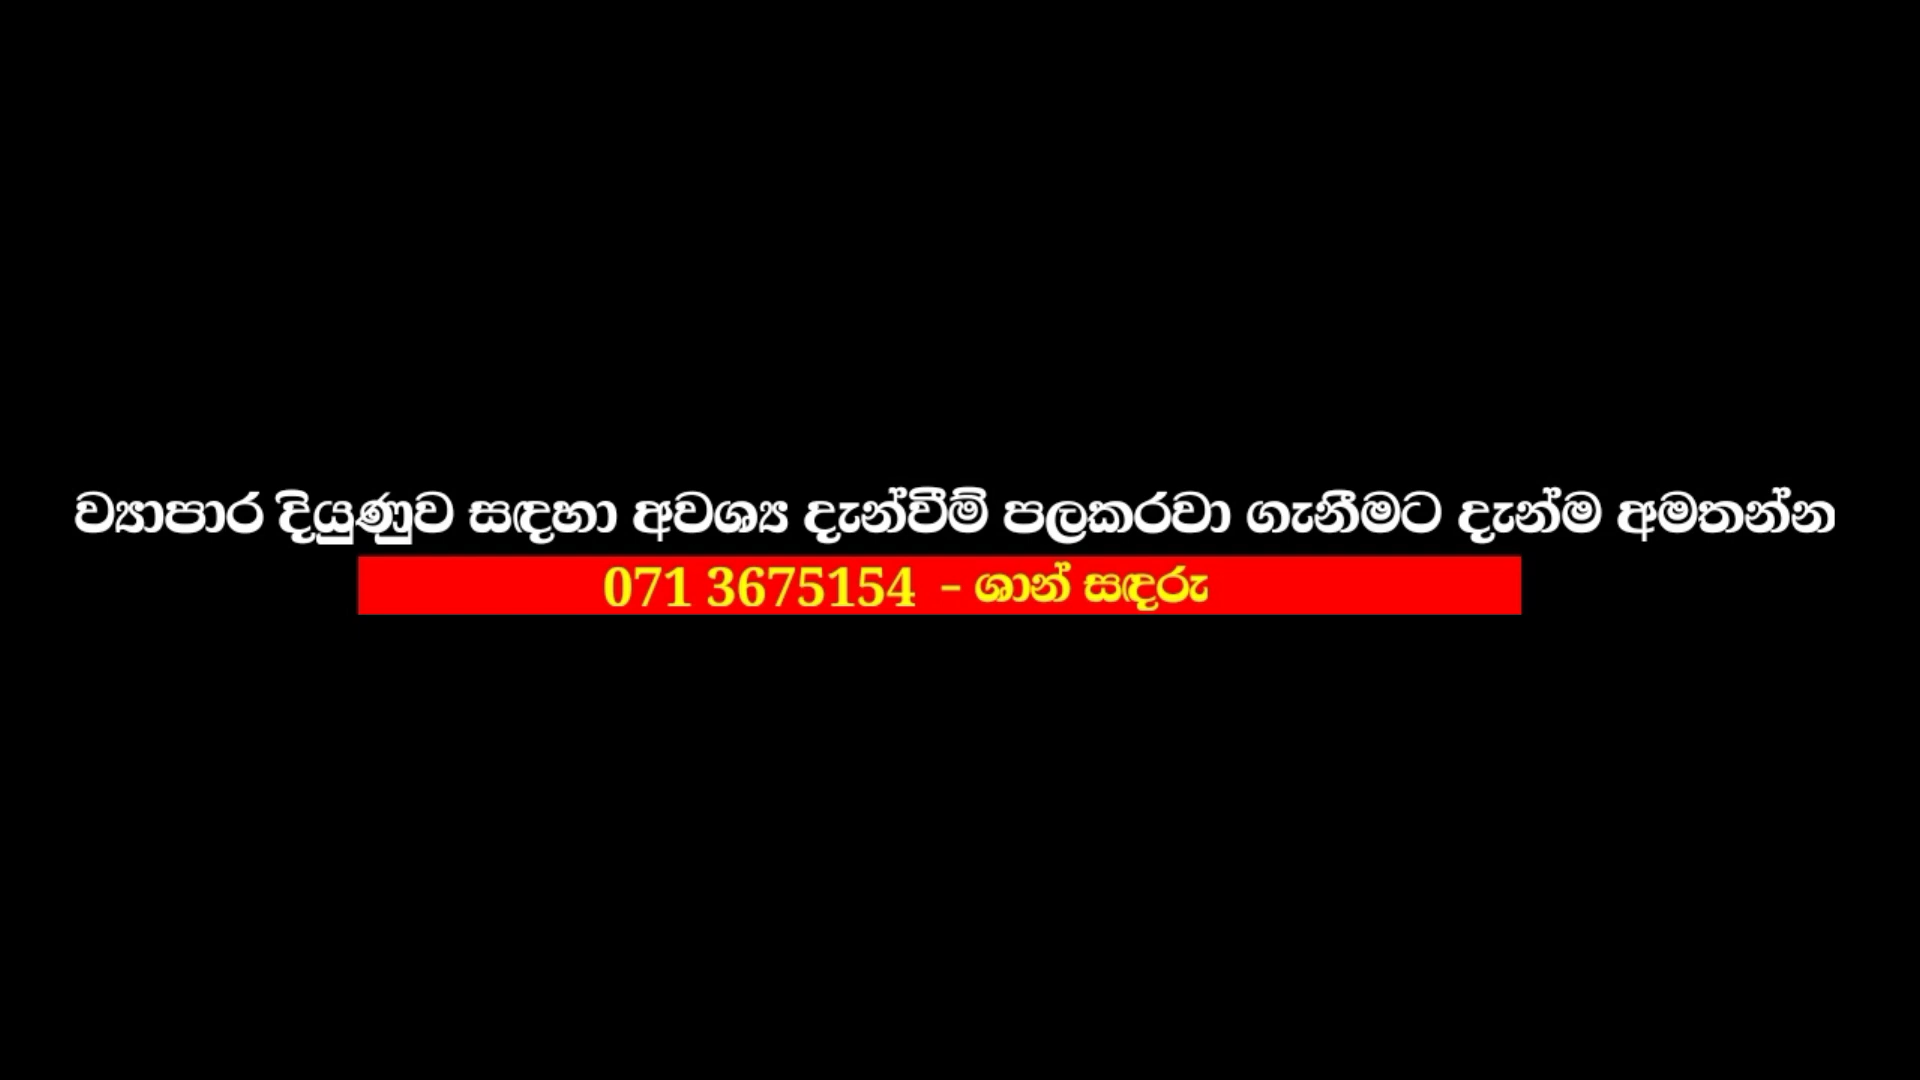 ව්‍යාපාර දියුණුව සඳහා අවශ්‍ය දැන්වීම් පලකරවා ගැනීමට දැන්ම අමතන්න
071 3675154 - ශාන් සඳරු